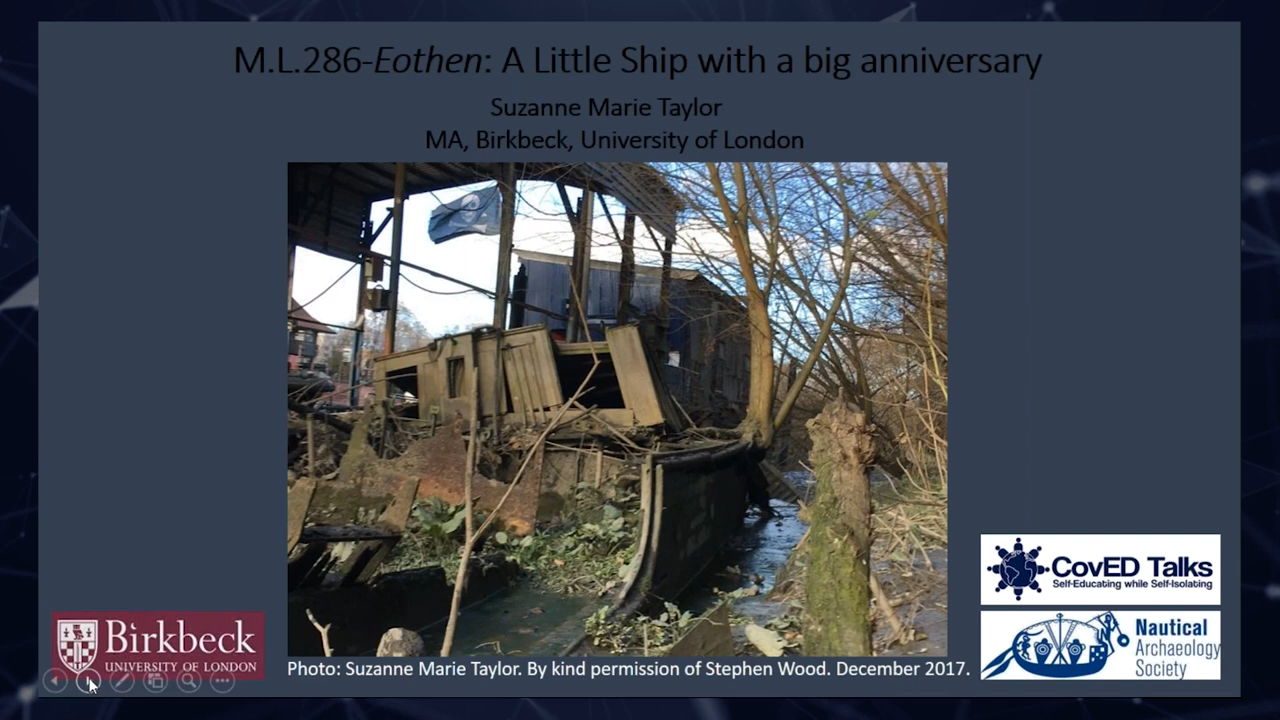 M.L.286-Eothen: A Little Ship with a big anniversary
Suzanne Marie Taylor
MA, Birkbeck, University of London
CovED Talks
Self-Educating while Self-Isolating
Nautical
Archaeology
Society
Birkbeck
UNIVERSITY OF LONDON
Photo: Suzanne Marie Taylor. By kind permission of Stephen Wood. December 2017.